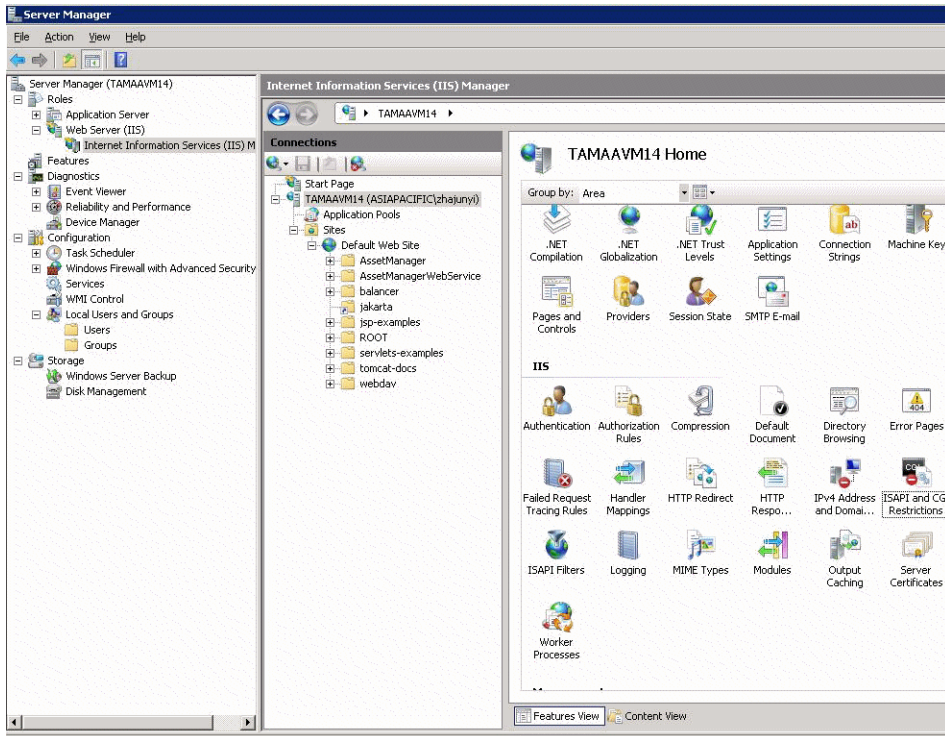 Server Manager
File Action View Help
Server Manager (TAMAAVM14)
Roles
Application Server
Web Server (IIS)
Internet Information Services (IIS) M
Features
Diagnostics
Event Viewer
Reliability and Performance
Device Manager
Configuration
Task Scheduler
Windows Firewall with Advanced Security
Services
WMI Control
Local Users and Groups
Users
Groups
Storage
Windows Server Backup
Disk Management
Internet Information Services (IIS) Manager
TAMAAVM14
Connections
Start Page
TAMAAVM14 (ASIAPACIFIC\zhajunyi)
Application Pools
Sites
Default Web Site
AssetManager
AssetManagerWebService
balancer
jakarta
jsp-examples
ROOT
servlets-examples
tomcat-docs
webdav
TAMAAVM14 Home
Group by: Area
.NET Compilation
.NET Globalization
.NET Trust Levels
Application Settings
ab
Connection Strings
Machine Key
Pages and Controls
Providers
Session State
SMTP E-mail
IIS
Authentication
Authorization Rules
Compression
Default Document
Directory Browsing
404
Error Pages
Failed Request Tracing Rules
Handler Mappings
HTTP Redirect
HTTP Respo...
IPv4 Address and Domai...
CGI
ISAPI and CG Restrictions
ISAPI Filters
Logging
MIME Types
Modules
Output Caching
Server Certificates
Worker Processes
Features View
Content View